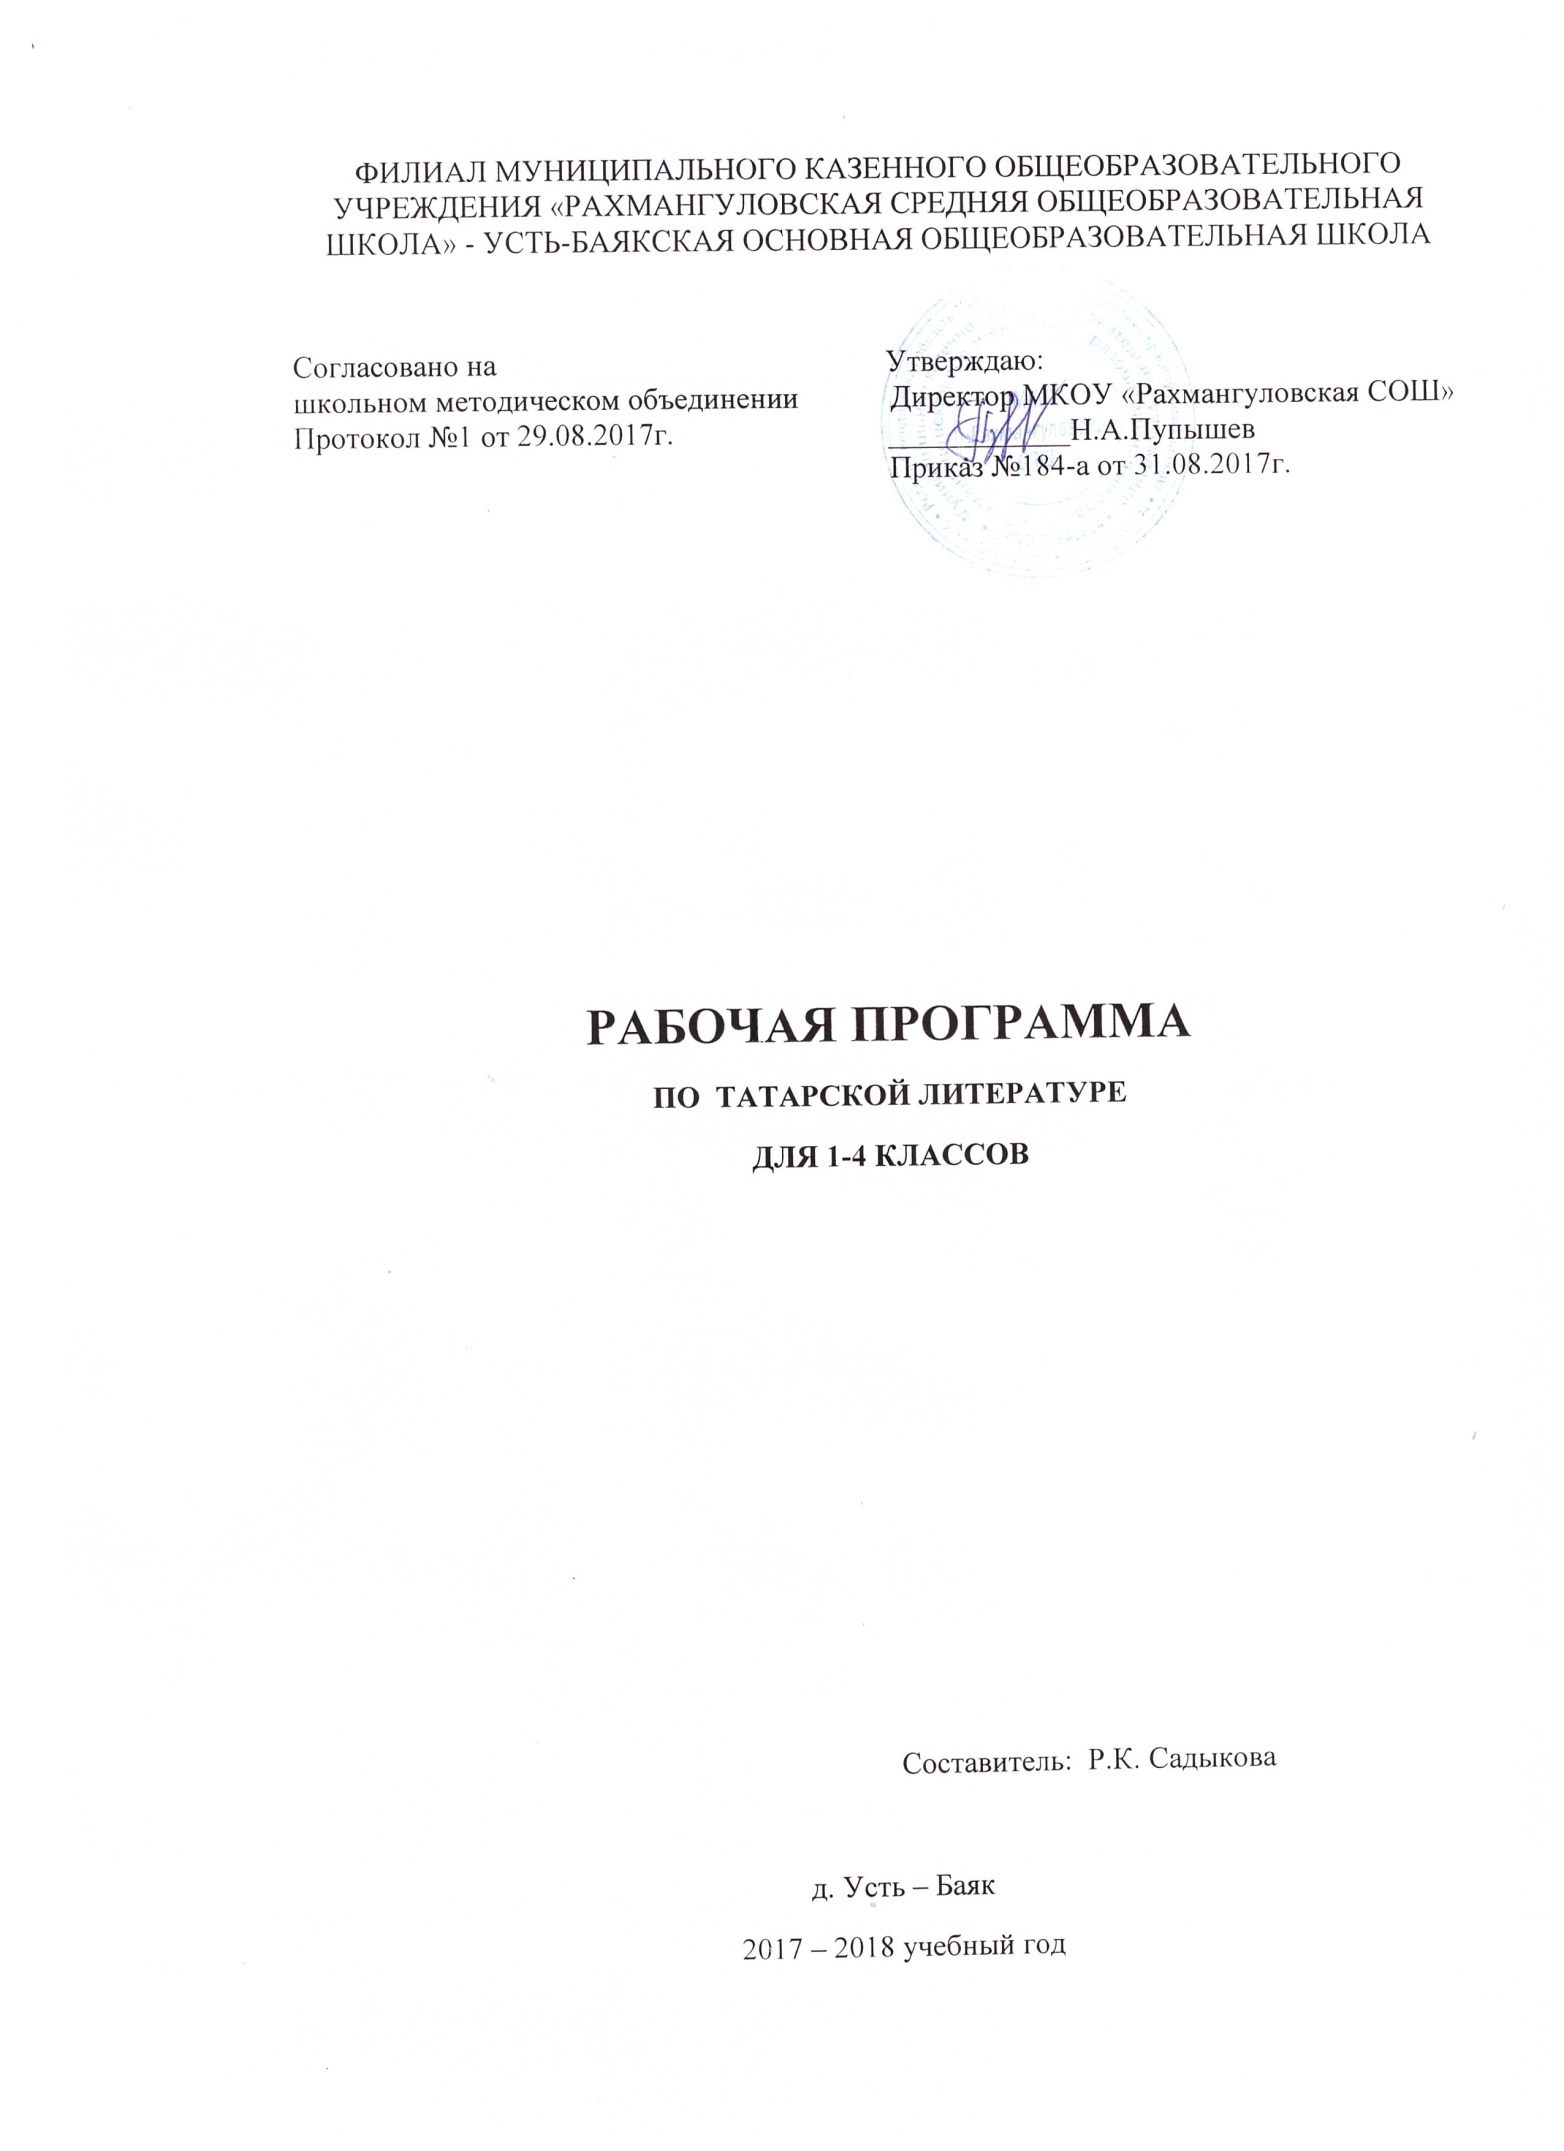 ФИЛИАЛ МУНИЦИПАЛЬНОГО КАЗЕННОГО ОБЩЕОБРАЗОВАТЕЛЬНОГО
УЧРЕЖДЕНИЯ «РАХМАНГУЛОВСКАЯ СРЕДНЯЯ ОБЩЕОБРАЗОВАТЕЛЬНАЯ
ШКОЛА» - УСТЬ-БАЯКСКАЯ ОСНОВНАЯ ОБЩЕОБРАЗОВАТЕЛЬНАЯ ШКОЛА
Согласовано на
школьном методическом объединении
Протокол №1 от 29.08.2017г.
Утверждаю:
Директор МКОУ «Рахмангуловская СОШ»
____________Н.А.Пупышев
Приказ №184-а от 31.08.2017г.
РАБОЧАЯ ПРОГРАММА
ПО ТАТАРСКОЙ ЛИТЕРАТУРЕ
ДЛЯ 1-4 КЛАССОВ
Составитель: Р.К. Садыкова
д. Усть – Баяк
2017 – 2018 учебный год